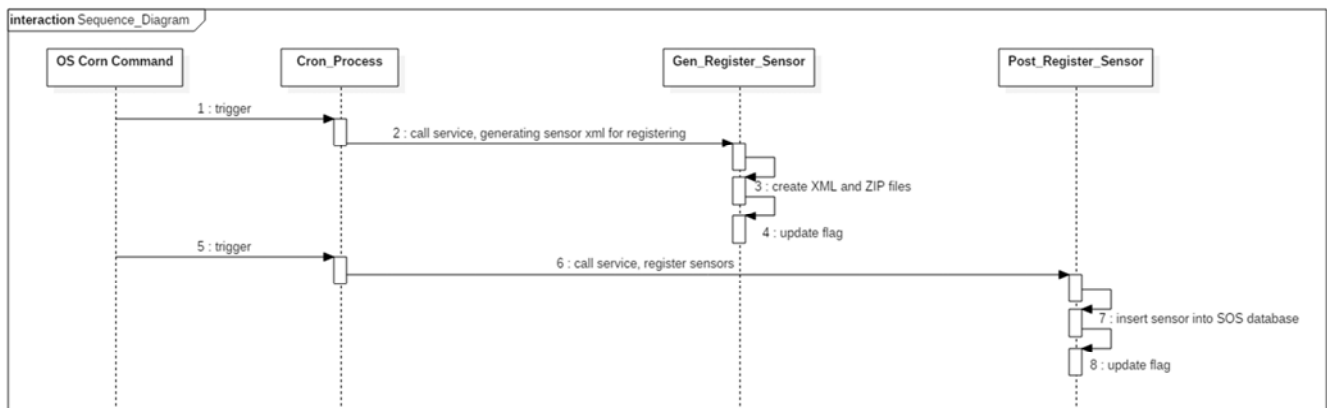 interaction Sequence_Diagram
OS Corn Command
Cron_Process
Gen_Register_Sensor
Post_Register_Sensor
1 : trigger
2 : call service, generating sensor xml for registering
3 : create XML and ZIP files
4 : update flag
5 : trigger
6 : call service, register sensors
7 : insert sensor into SOS database
8 : update flag